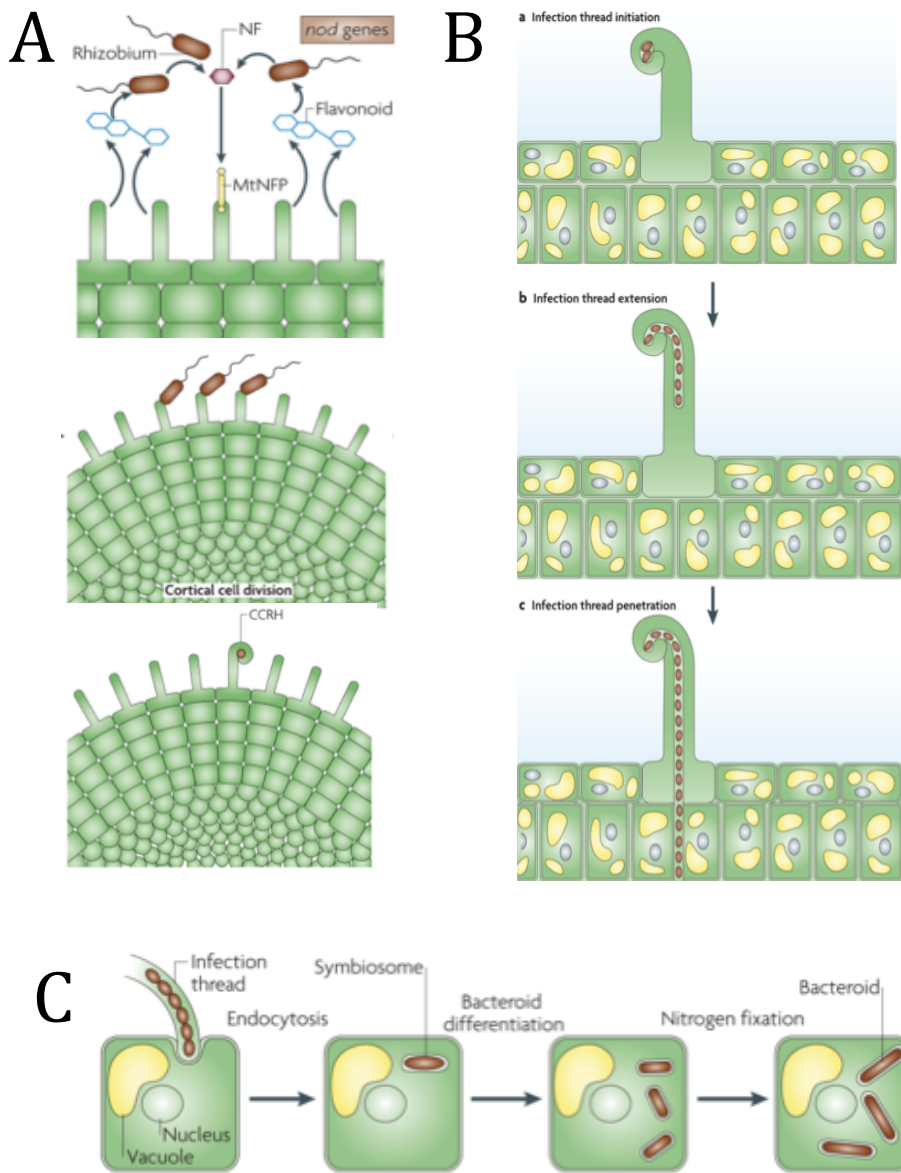 A
NF
nod genes
Rhizobium
Flavonoid
MtNFP
Cortical cell division
CCRH
B
a Infection thread initiation
b Infection thread extension
c Infection thread penetration
C
Infection
thread
Endocytosis
Symbiosome
Bacteroid
differentiation
Nitrogen fixation
Bacteroid
Nucleus
Vacuole